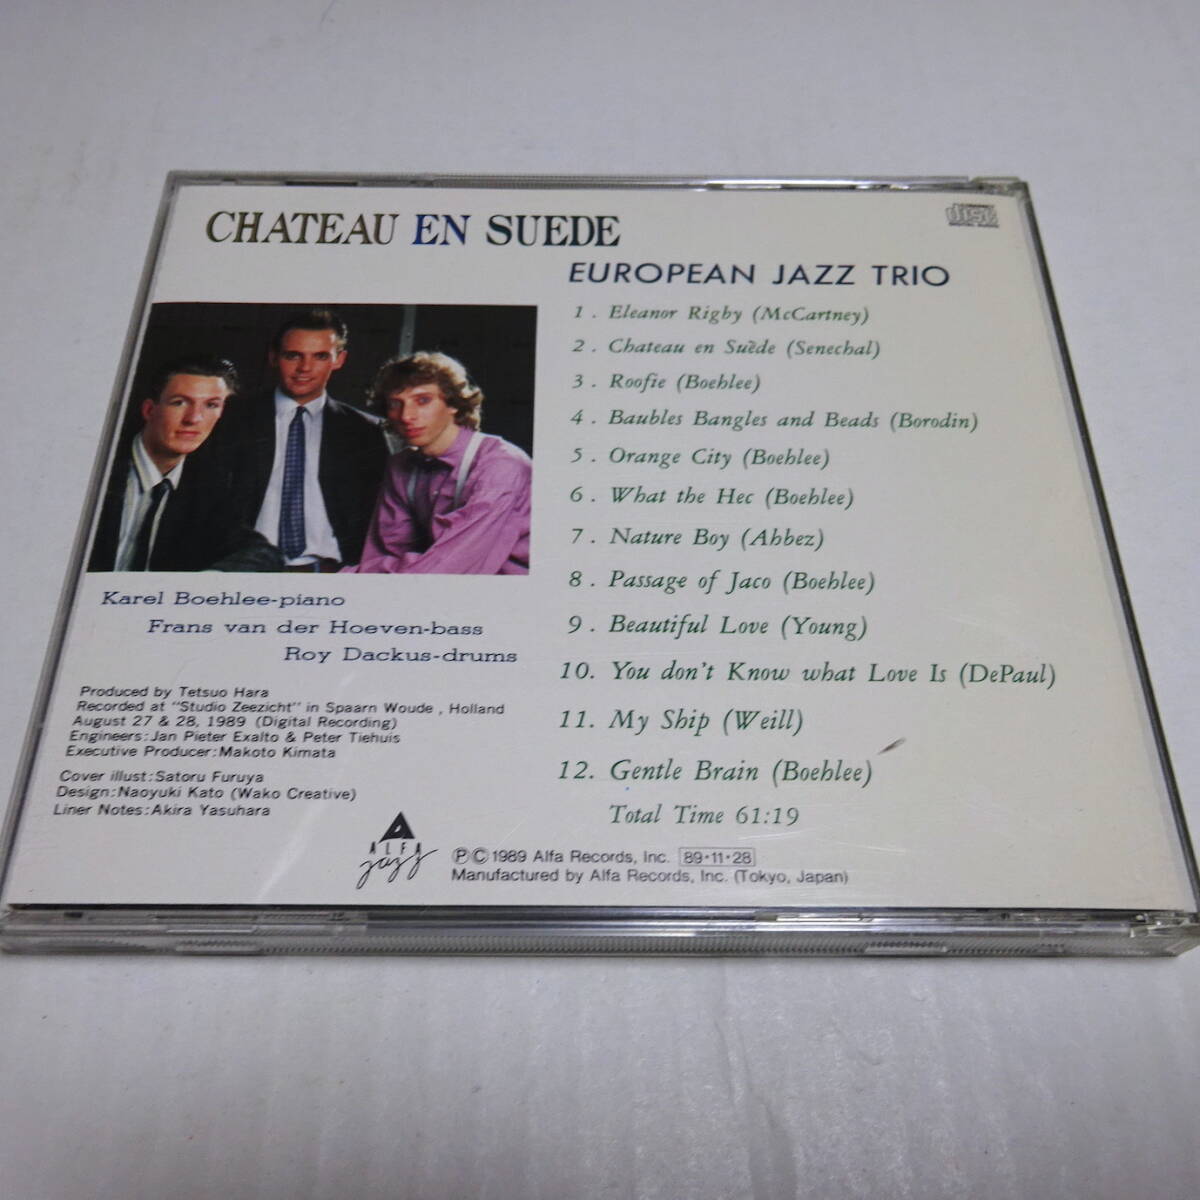 CHATEAU EN SUEDE
disc
DIGITAL AUDIO
EUROPEAN JAZZ TRIO
1. Eleanor Rigby (McCartney)
2. Chateau en Suède (Senechal)
3. Roofie (Boehlee)
4. Baubles Bangles and Beads (Borodin)
5. Orange City (Boehlee)
6. What the Hec (Boehlee)
7. Nature Boy (Ahbez)
8. Passage of Jaco (Boehlee)
9. Beautiful Love (Young)
10. You don't Know what Love Is (DePaul)
11. My Ship (Weill)
12. Gentle Brain (Boehlee)
Total Time 61:19
Karel Boehlee-piano
Frans van der Hoeven-bass
Roy Dackus-drums
Produced by Tetsuo Hara
Recorded at "Studio Zeezicht" in Spaarn Woude , Holland
August 27 & 28, 1989 (Digital Recording)
Engineers:Jan Pieter Exalto & Peter Tiehuis
Executive Producer:Makoto Kimata
Cover illust:Satoru Furuya
Design:Naoyuki Kato (Wako Creative)
Liner Notes:Akira Yasuhara
ALFA
jazz
ⓅⒸ1989 Alfa Records, Inc. 89·11·28
Manufactured by Alfa Records, Inc. (Tokyo, Japan)